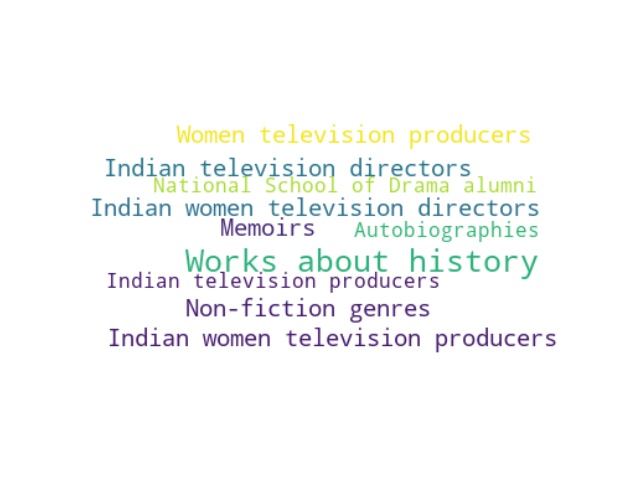 Women television producers
Indian television directors
National School of Drama alumni
Indian women television directors
Memoirs
Autobiographies
Works about history
Indian television producers
Non-fiction genres
Indian women television producers